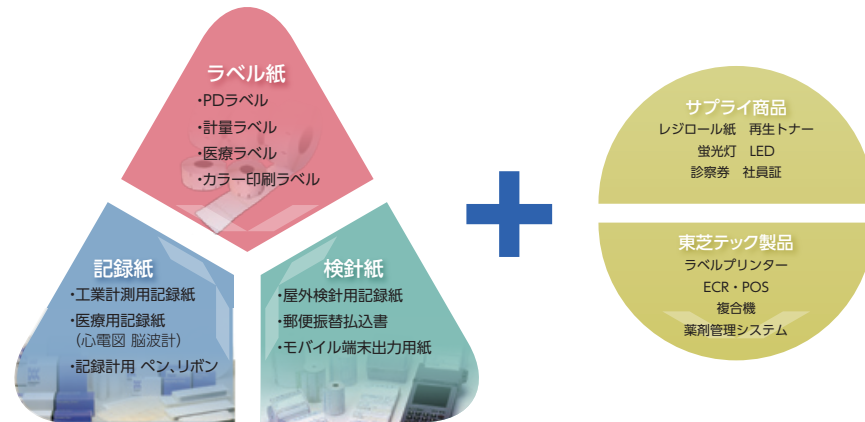 ラベル紙
・PDラベル
・計量ラベル
・医療ラベル
・カラー印刷ラベル
記録紙
・工業計測用記録紙
・医療用記録紙
(心電図 脳波計)
・記録計用 ペン、リボン
検針紙
・屋外検針用記録紙
・郵便振替払込書
・モバイル端末出力用紙
+
サプライ商品
レジロール紙 再生トナー
蛍光灯 LED
診察券 社員証
東芝テック製品
ラベルプリンター
ECR・POS
複合機
薬剤管理システム